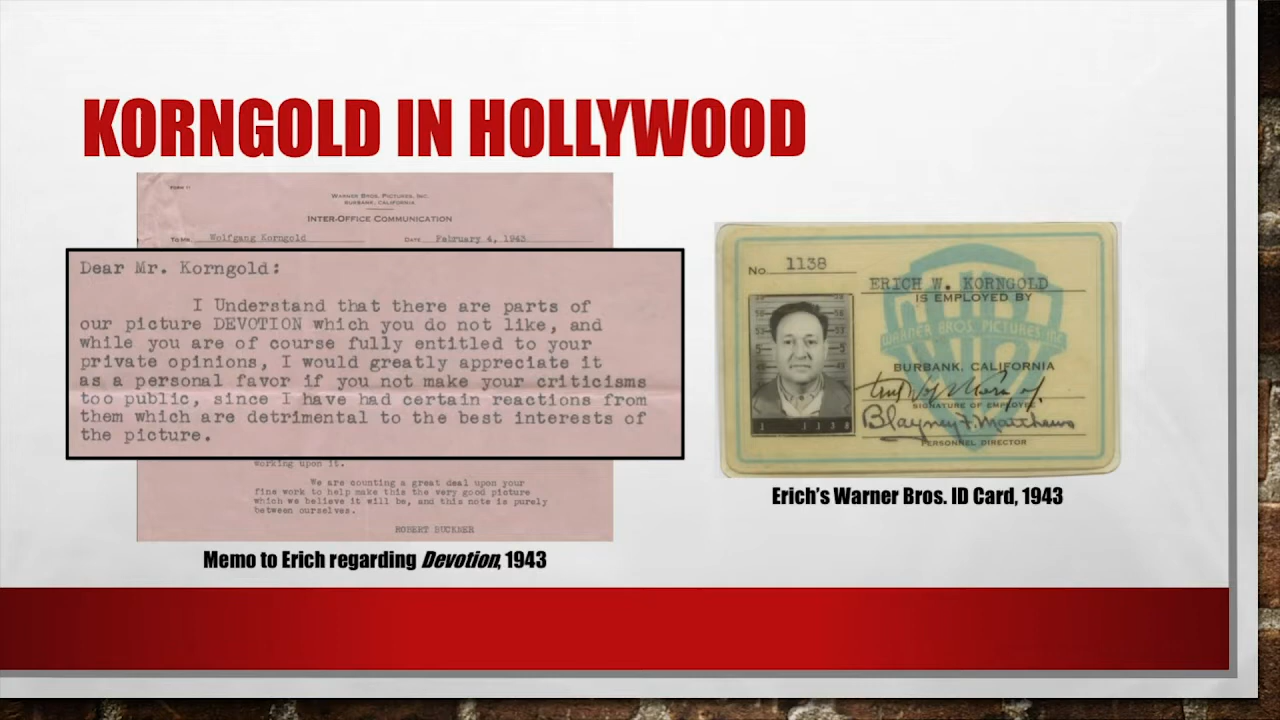 KORNGOLD IN HOLLYWOOD
FORM 11
WARNER BROS. PICTURES, INC.
BURBANK, CALIFORNIA
INTER-OFFICE COMMUNICATION
TO MR. Wolfgang Korngold DATE February 4, 1943
Dear Mr. Korngold:
I Understand that there are parts of
our picture DEVOTION which you do not like, and
while you are of course fully entitled to your
private opinions, I would greatly appreciate it
as a personal favor if you not make your criticisms
too public, since I have had certain reactions from
them which are detrimental to the best interests of
the picture.
working upon it.
We are counting a great deal upon your
fine work to help make this the very good picture
which we believe it will be, and this note is purely
between ourselves.
ROBERT BUCKNER
Memo to Erich regarding Devotion, 1943
No. 1138
ERICH W. KORNGOLD
IS EMPLOYED BY
WB
WARNER BROS. PICTURES INC.
BURBANK, CALIFORNIA
SIGNATURE OF EMPLOYEE
Blayney F. Matthews
PERSONNEL DIRECTOR
1 1138
Erich's Warner Bros. ID Card, 1943